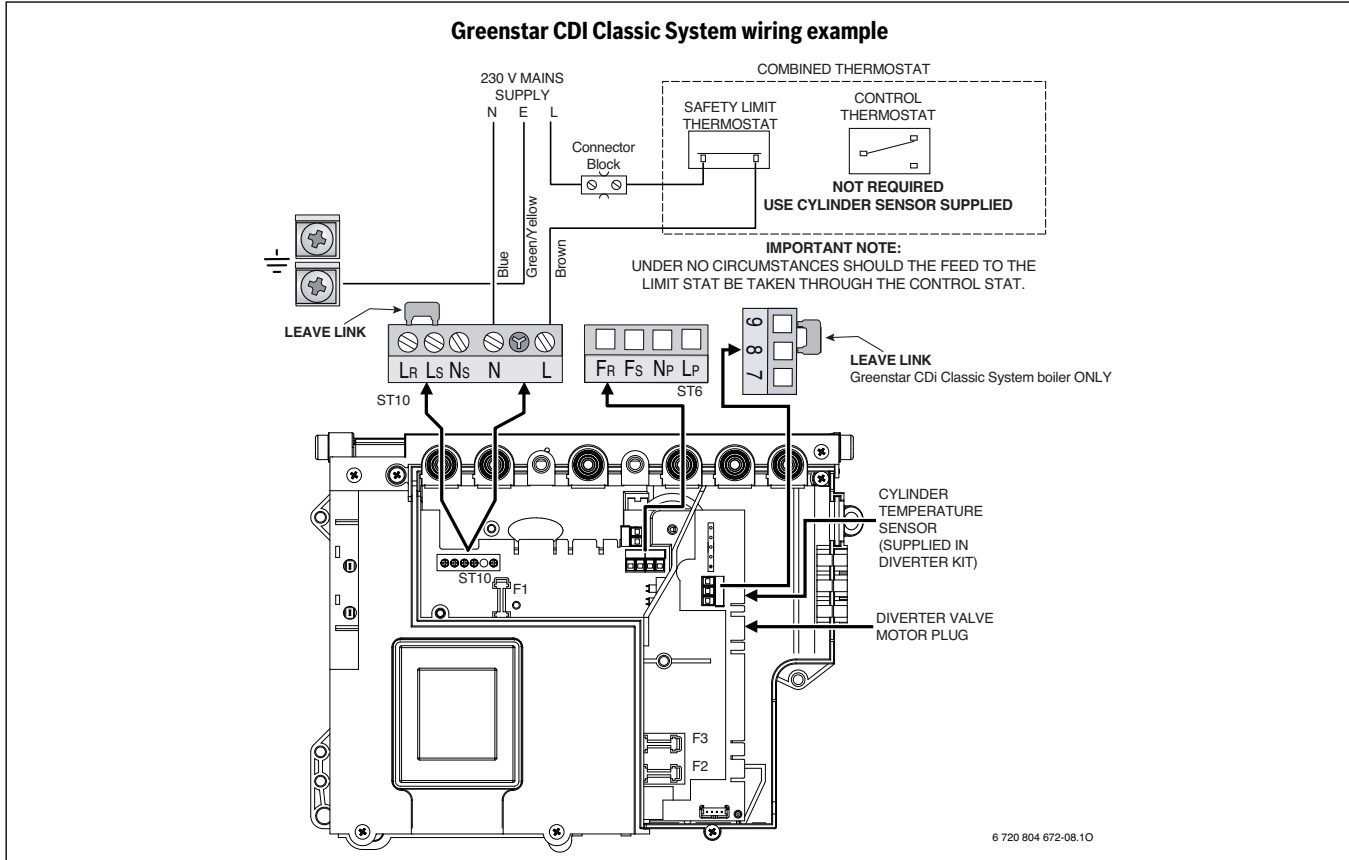 Greenstar CDI Classic System wiring example
COMBINED THERMOSTAT
230 V MAINS
SUPPLY
N E L
SAFETY LIMIT
THERMOSTAT
CONTROL
THERMOSTAT
Connector
Block
NOT REQUIRED
USE CYLINDER SENSOR SUPPLIED
Blue
Green/Yellow
Brown
IMPORTANT NOTE:
UNDER NO CIRCUMSTANCES SHOULD THE FEED TO THE
LIMIT STAT BE TAKEN THROUGH THE CONTROL STAT.
LEAVE LINK
LR LS NS N L
ST10
FR FS NP LP
ST6
9
8
7
LEAVE LINK
Greenstar CDi Classic System boiler ONLY
CYLINDER
TEMPERATURE
SENSOR
(SUPPLIED IN
DIVERTER KIT)
ST10
F1
DIVERTER VALVE
MOTOR PLUG
F3
F2
6 720 804 672-08.1O